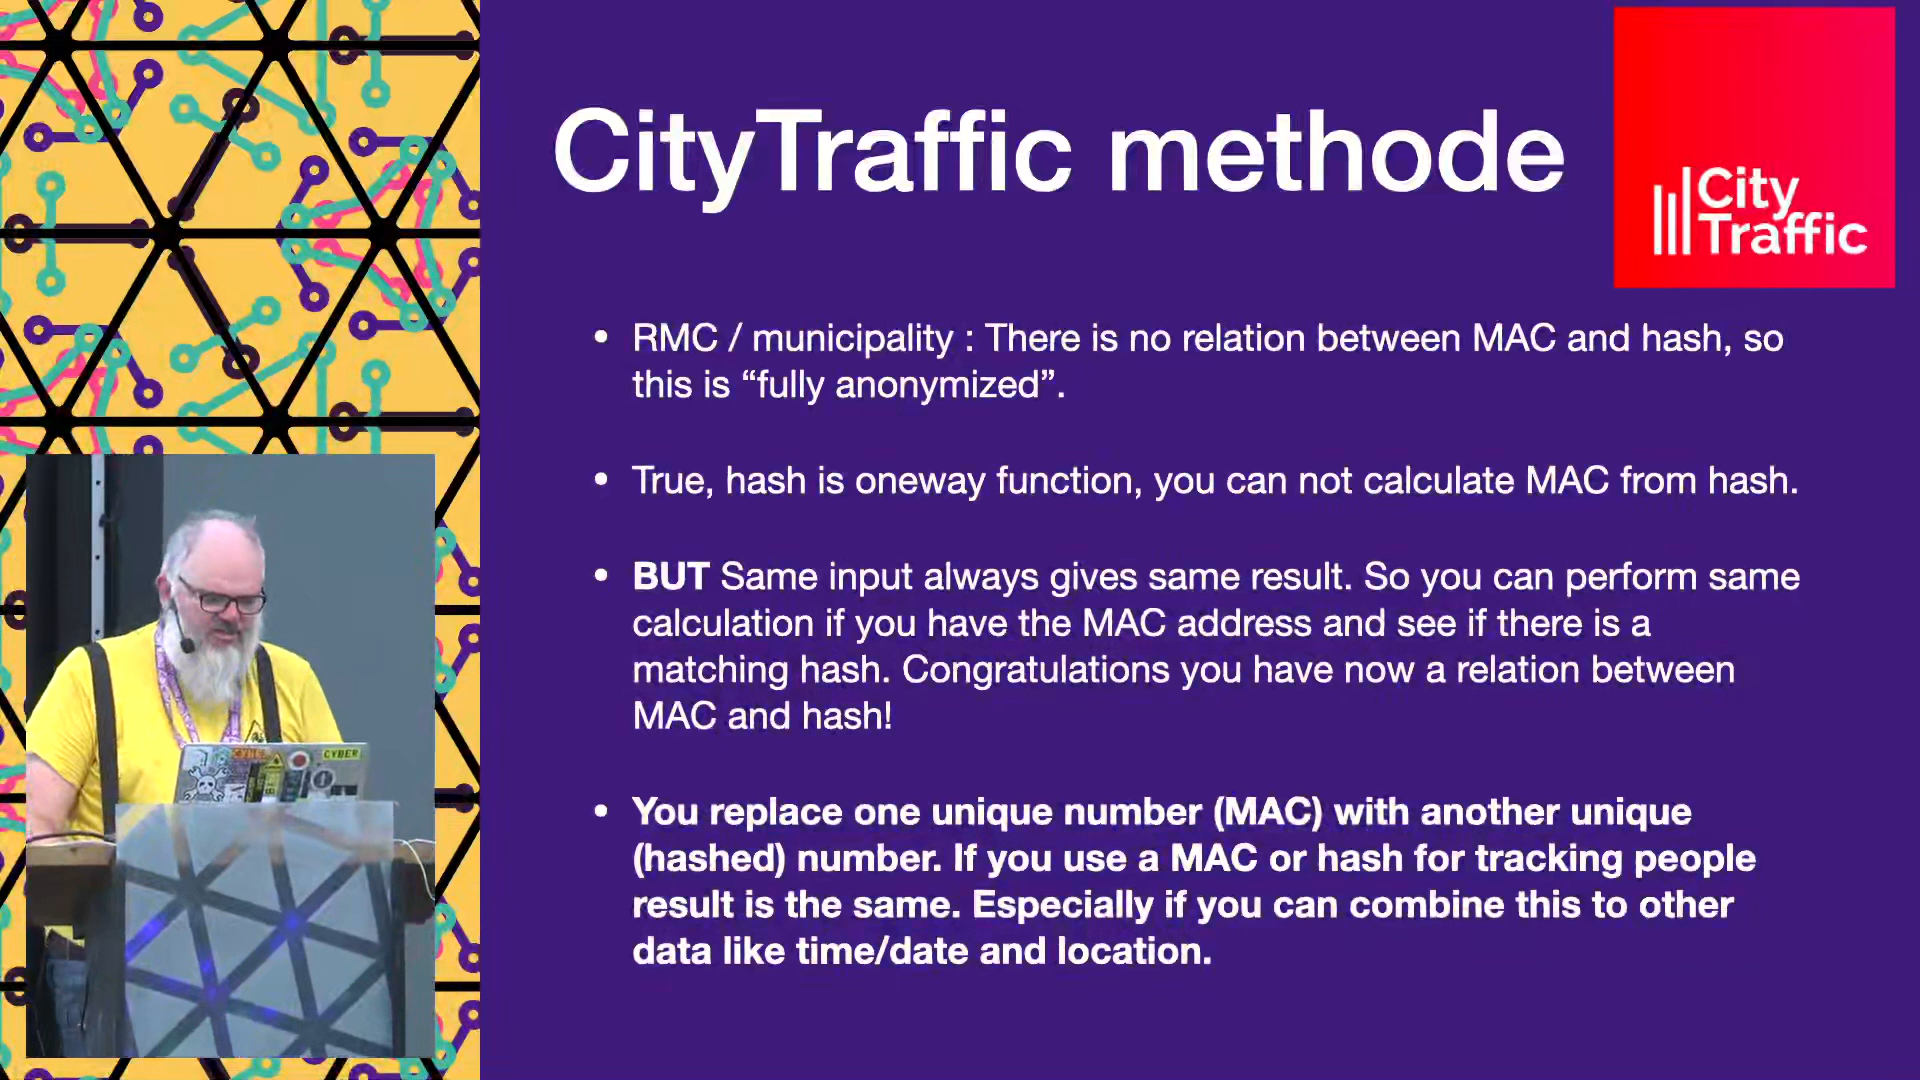 CityTraffic methode
City
Traffic
• RMC / municipality : There is no relation between MAC and hash, so
this is “fully anonymized”.
• True, hash is oneway function, you can not calculate MAC from hash.
• BUT Same input always gives same result. So you can perform same
calculation if you have the MAC address and see if there is a
matching hash. Congratulations you have now a relation between
MAC and hash!
• You replace one unique number (MAC) with another unique
(hashed) number. If you use a MAC or hash for tracking people
result is the same. Especially if you can combine this to other
data like time/date and location.
CYBER